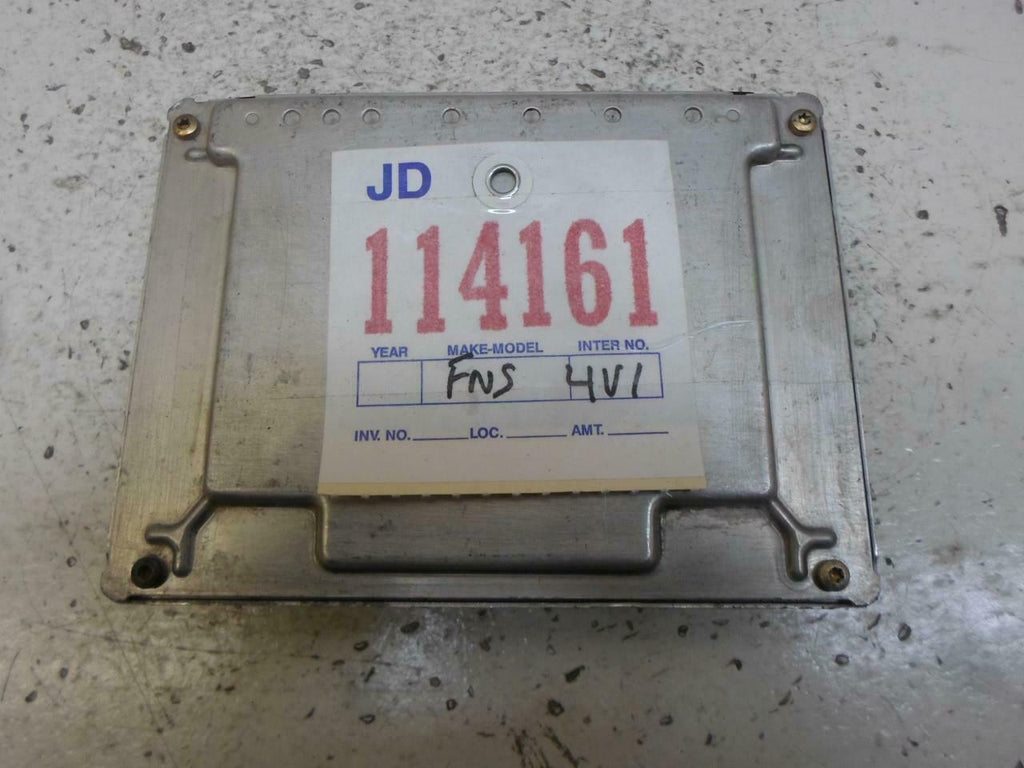 JD
114161
YEAR MAKE-MODEL INTER NO.
FNS 4V1
INV. NO. LOC. AMT.